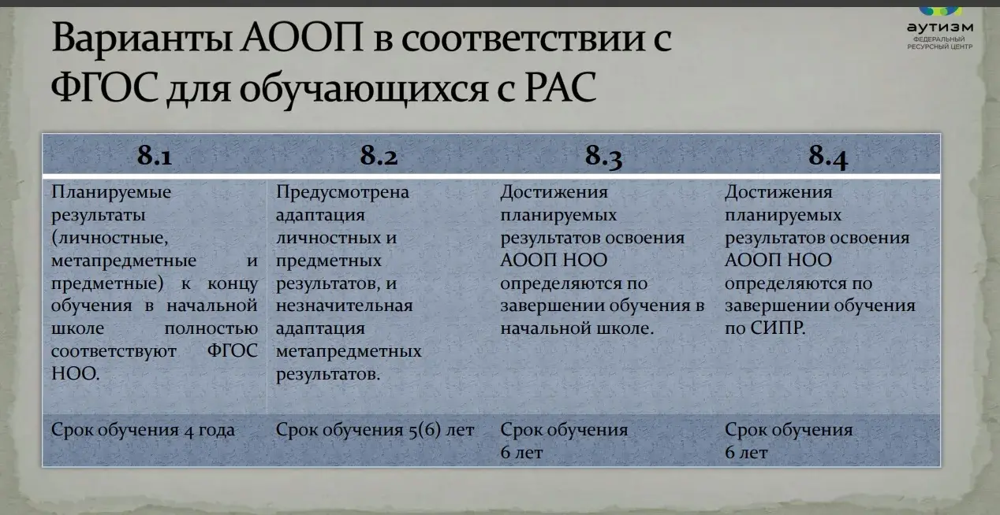 Варианты АООП в соответствии с
ФГОС для обучающихся с РАС
аутизм
ФЕДЕРАЛЬНЫЙ
РЕСУРСНЫЙ ЦЕНТР
8.1
8.2
8.3
8.4
Планируемые
результаты
(личностные,
метапредметные и
предметные) к концу
обучения в начальной
школе полностью
соответствуют ФГОС
НОО.
Предусмотрена
адаптация
личностных и
предметных
результатов, и
незначительная
адаптация
метапредметных
результатов.
Достижения
планируемых
результатов освоения
АООП НОО
определяются по
завершении обучения в
начальной школе.
Достижения
планируемых
результатов освоения
АООП НОО
определяются по
завершении обучения
по СИПР.
Срок обучения 4 года
Срок обучения 5(6) лет
Срок обучения
6 лет
Срок обучения
6 лет